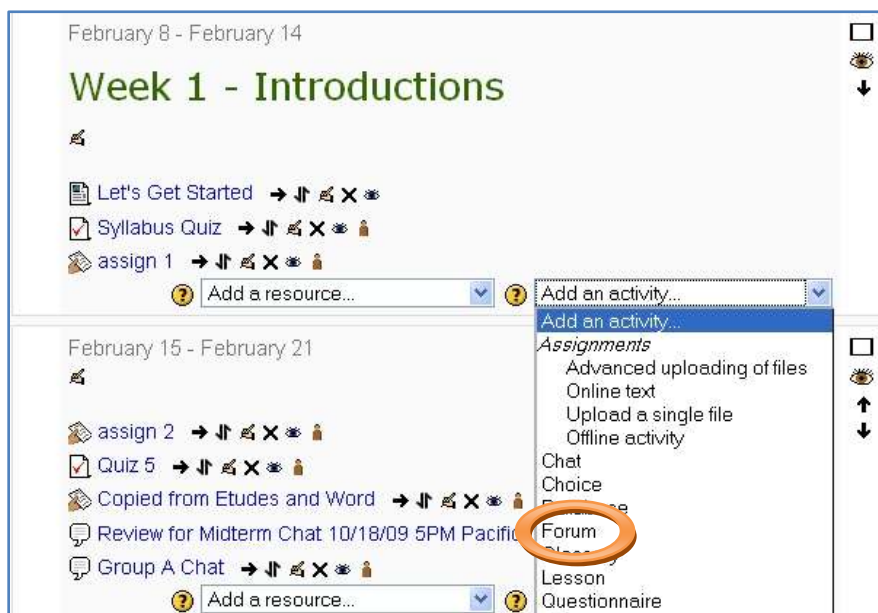 February 8 - February 14
Week 1 - Introductions
Let's Get Started
Syllabus Quiz
assign 1
Add a resource...
Add an activity...
Add an activity...
Assignments
Advanced uploading of files
Online text
Upload a single file
Offline activity
Chat
Choice
Forum
Lesson
Questionnaire
February 15 - February 21
assign 2
Quiz 5
Copied from Etudes and Word
Review for Midterm Chat 10/18/09 5PM Pacific
Group A Chat
Add a resource...